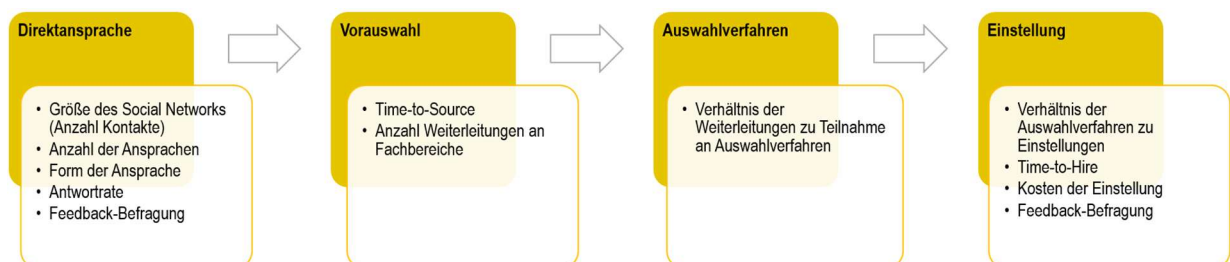 Direktansprache
• Größe des Social Networks
(Anzahl Kontakte)
• Anzahl der Ansprachen
• Form der Ansprache
• Antwortrate
• Feedback-Befragung
Vorauswahl
• Time-to-Source
• Anzahl Weiterleitungen an
Fachbereiche
Auswahlverfahren
• Verhältnis der
Weiterleitungen zu Teilnahme
an Auswahlverfahren
Einstellung
• Verhältnis der
Auswahlverfahren zu
Einstellungen
• Time-to-Hire
• Kosten der Einstellung
• Feedback-Befragung